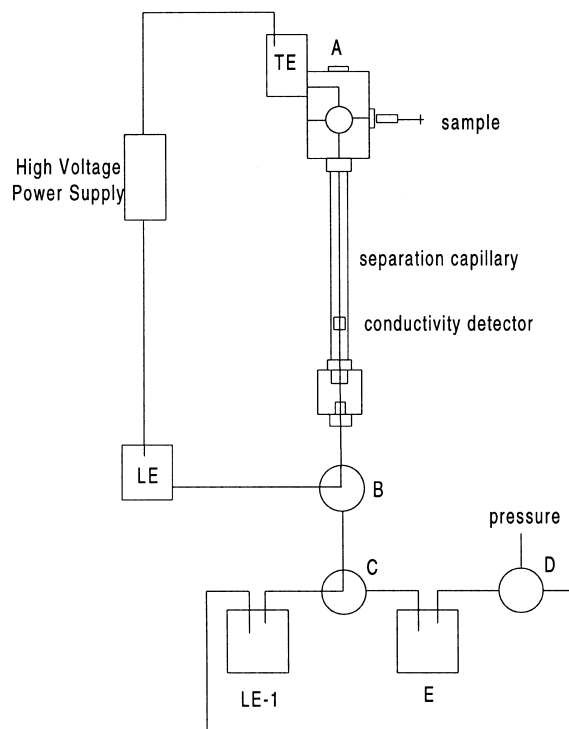 A
TE
sample
High Voltage
Power Supply
separation capillary
conductivity detector
LE
B
pressure
C
D
LE-1
E